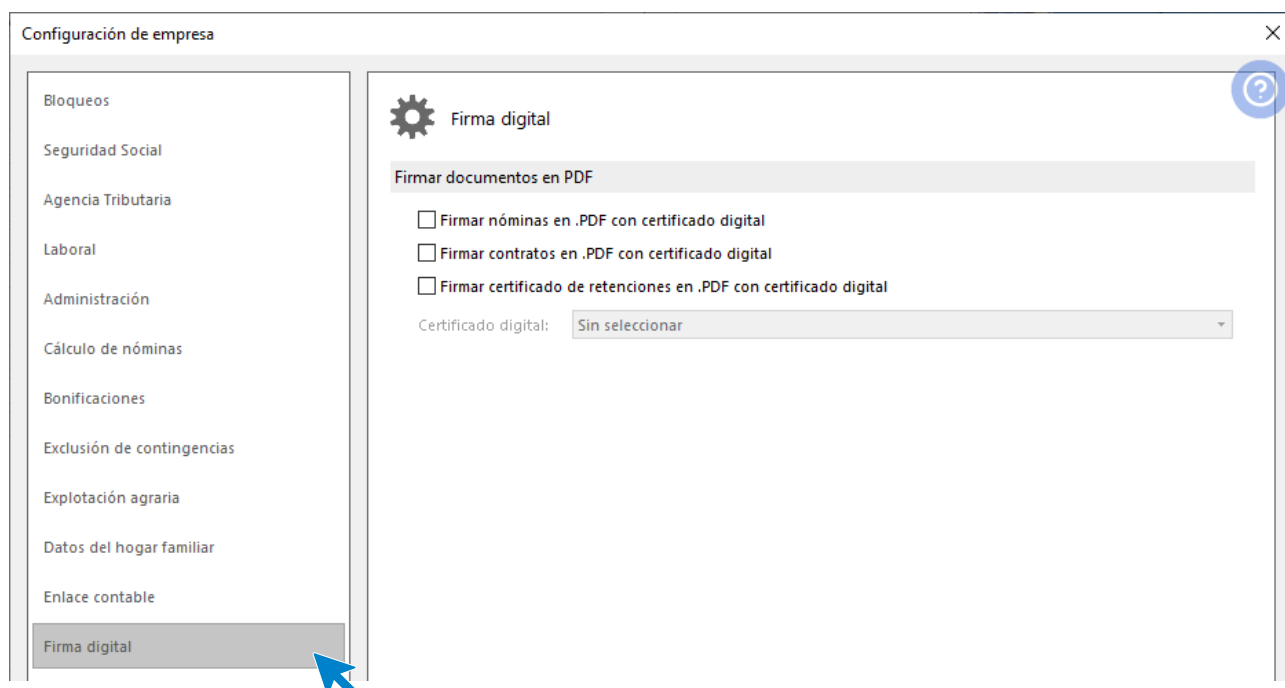 Configuración de empresa
Bloqueos
Seguridad Social
Agencia Tributaria
Laboral
Administración
Cálculo de nóminas
Bonificaciones
Exclusión de contingencias
Explotación agraria
Datos del hogar familiar
Enlace contable
Firma digital
?
Firma digital
Firmar documentos en PDF
Firmar nóminas en .PDF con certificado digital
Firmar contratos en .PDF con certificado digital
Firmar certificado de retenciones en .PDF con certificado digital
Certificado digital: Sin seleccionar